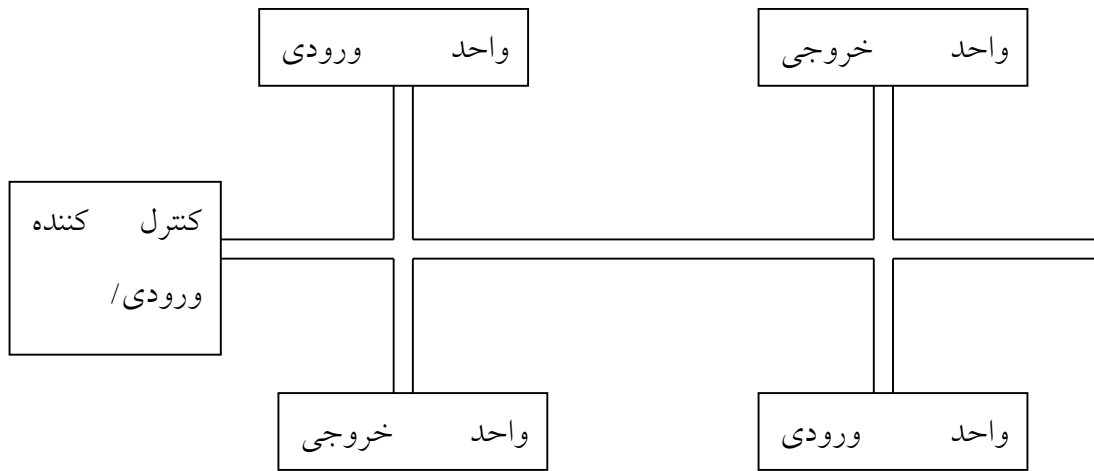 واحد ورودی
واحد خروجی
کنترل کننده
ورودی/
واحد خروجی
واحد ورودی